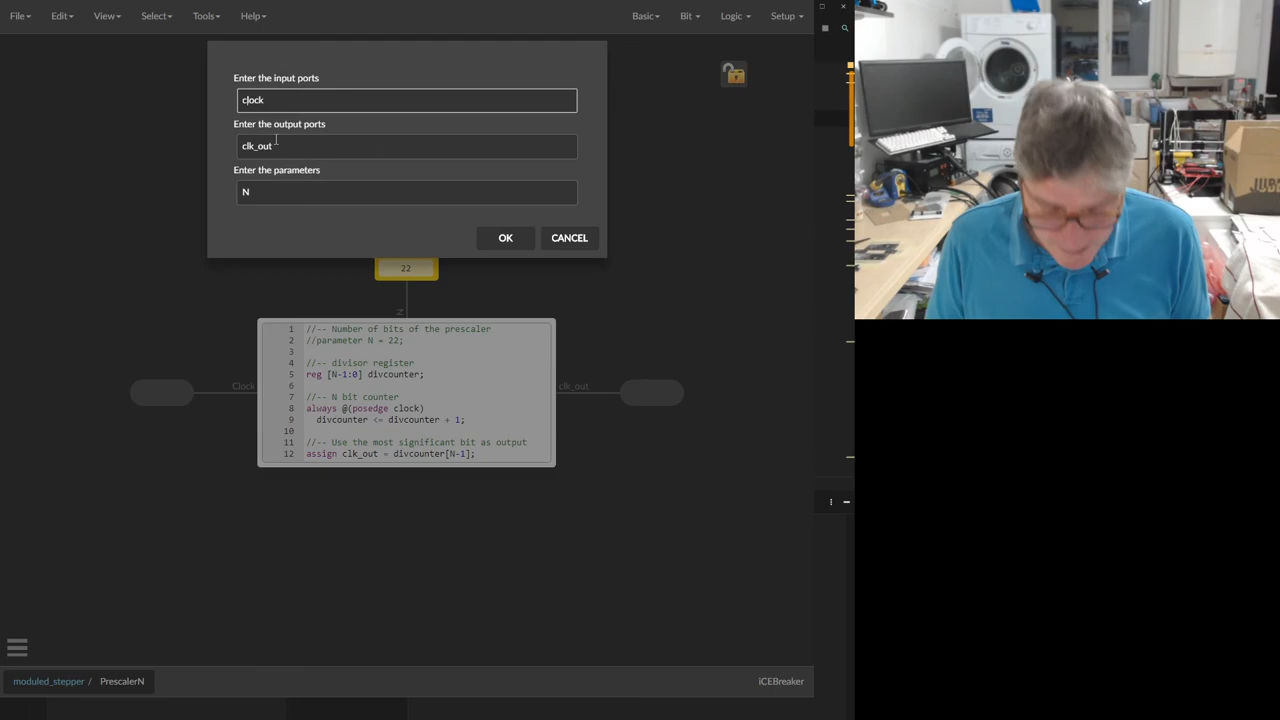 File Edit View Select Tools Help Basic Bit Logic Setup
Enter the input ports
clock
Enter the output ports
clk_out
Enter the parameters
N
OK CANCEL
22
N
Clock
clk_out
1 //-- Number of bits of the prescaler
2 //parameter N = 22;
3
4 //-- divisor register
5 reg [N-1:0] divcounter;
6
7 //-- N bit counter
8 always @(posedge clock)
9 divcounter <= divcounter + 1;
10
11 //-- Use the most significant bit as output
12 assign clk_out = divcounter[N-1];
moduled_stepper / PrescalerN
iCEBreaker